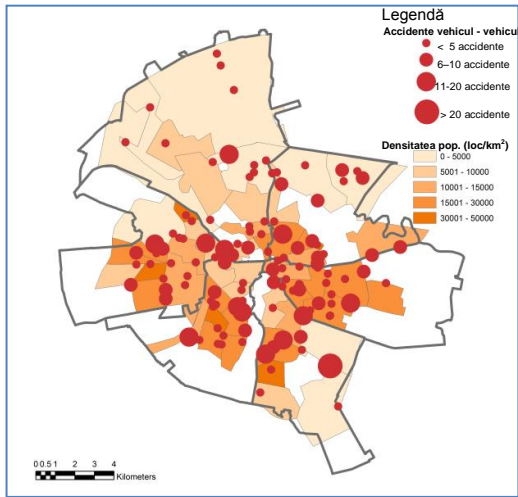 Legendă
Accidente vehicul - vehicul
< 5 accidente
6–10 accidente
11-20 accidente
> 20 accidente
Densitatea pop. (loc/km²)
0 - 5000
5001 - 10000
10001 - 15000
15001 - 30000
30001 - 50000
0 0.5 1 2 3 4
Kilometers